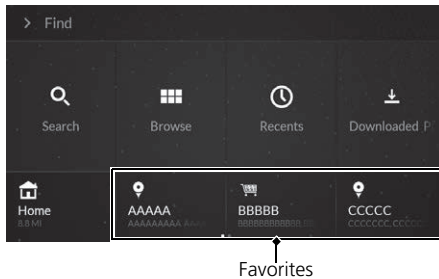 > Find
Search Browse Recents Downloaded P
Home AAAAA BBBBB CCCCC
8.8 MI
Favorites